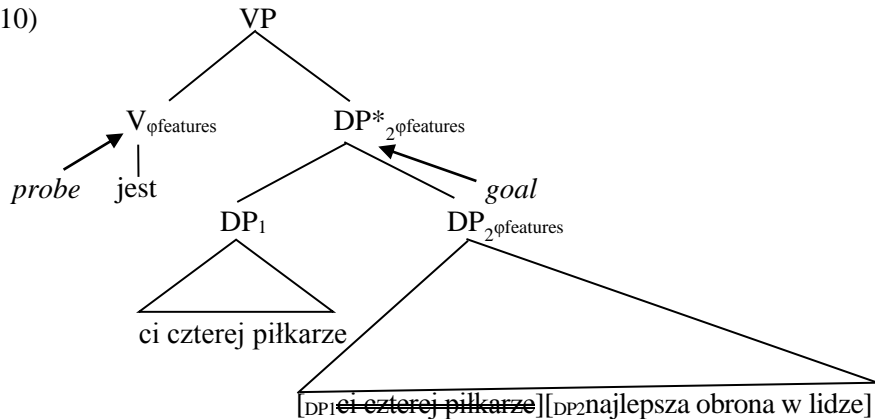 10) VP
Vφfeatures DP*2φfeatures
probe jest goal
DP1 DP2φfeatures
ci czterej piłkarze
[DP1ci czterej piłkarze][DP2najlepsza obrona w lidze]